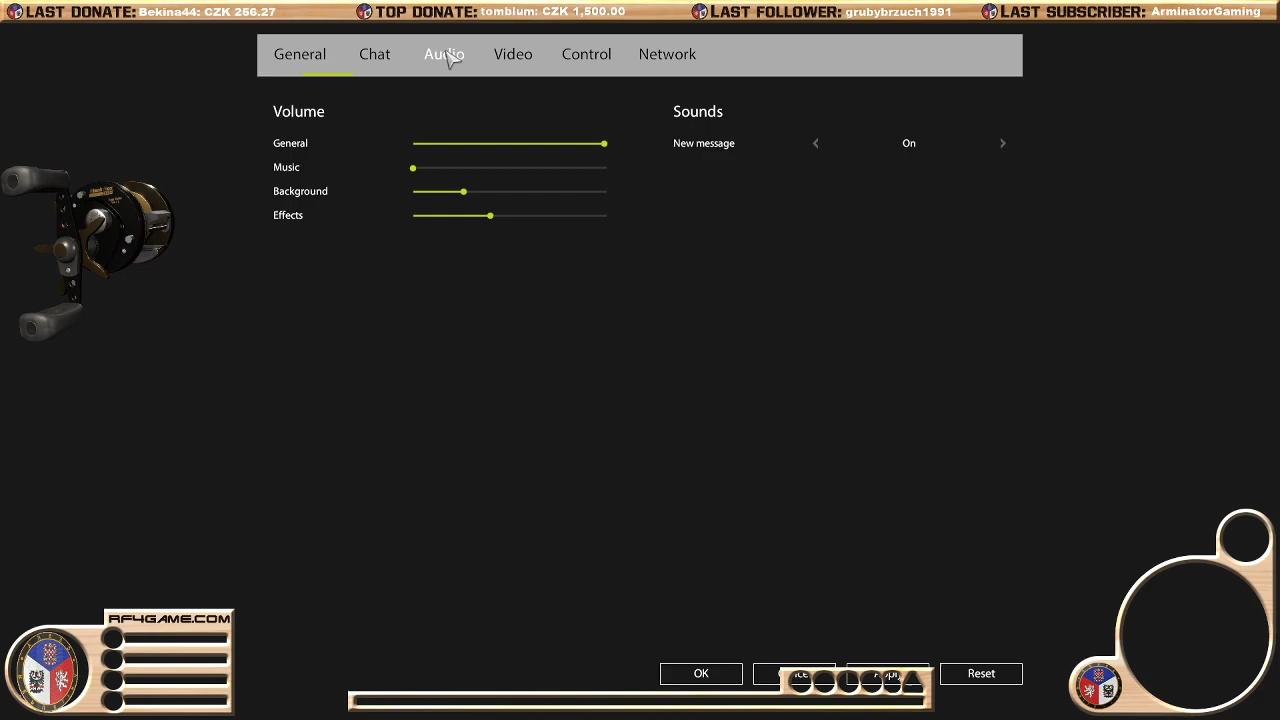 LAST DONATE: Bekina44: CZK 256.27 TOP DONATE: tomblum: CZK 1,500.00 LAST FOLLOWER: grubybrzuch1991 LAST SUBSCRIBER: ArminatorGaming
General Chat Audio Video Control Network
Volume
General
Music
Background
Effects
Sounds
New message On
RF4GAME.COM
OK Reset